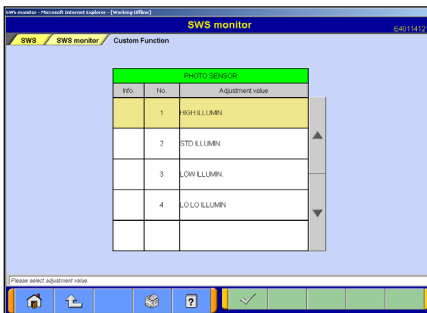 SWS monitor - Microsoft Internet Explorer - [Working Offline]
SWS monitor
E4011412
SWS SWS monitor Custom Function
PHOTO SENSOR
Info. No. Adjustment value
1 HIGH ILLUMIN.
2 STD ILLUMIN.
3 LOW ILLUMIN.
4 LO LO ILLUMIN
Please select adjustment value.
?